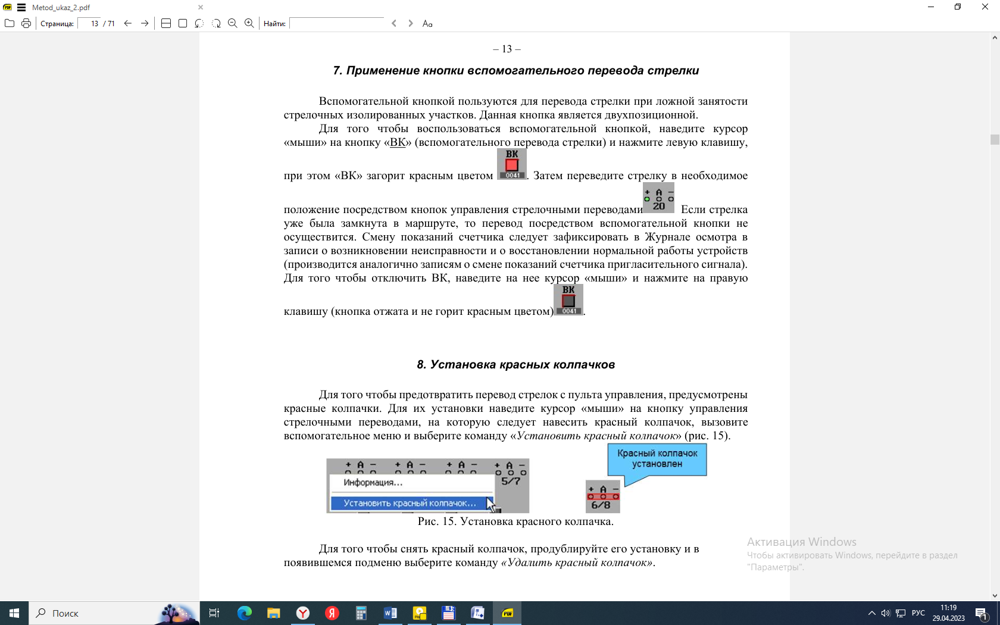 Metod_ukaz_2.pdf
Страница: 13 / 71 Найти: Aa
– 13 –
7. Применение кнопки вспомогательного перевода стрелки
Вспомогательной кнопкой пользуются для перевода стрелки при ложной занятости
стрелочных изолированных участков. Данная кнопка является двухпозиционной.
Для того чтобы воспользоваться вспомогательной кнопкой, наведите курсор
«мыши» на кнопку «ВК» (вспомогательного перевода стрелки) и нажмите левую клавишу,
ВК
при этом «ВК» загорит красным цветом 0041. Затем переведите стрелку в необходимое
+ А –
20
положение посредством кнопок управления стрелочными переводами Если стрелка
уже была замкнута в маршруте, то перевод посредством вспомогательной кнопки не
осуществится. Смену показаний счетчика следует зафиксировать в Журнале осмотра в
записи о возникновении неисправности и о восстановлении нормальной работы устройств
(производится аналогично записям о смене показаний счетчика пригласительного сигнала).
Для того чтобы отключить ВК, наведите на нее курсор «мыши» и нажмите на правую
ВК
клавишу (кнопка отжата и не горит красным цветом) 0041.
8. Установка красных колпачков
Для того чтобы предотвратить перевод стрелок с пульта управления, предусмотрены
красные колпачки. Для их установки наведите курсор «мыши» на кнопку управления
стрелочными переводами, на которую следует навесить красный колпачок, вызовите
вспомогательное меню и выберите команду «Установить красный колпачок» (рис. 15).
Красный колпачок
установлен
+ А – + А – + А – + А –
5/7
Информация...
Установить красный колпачок...
+ А –
6/8
Рис. 15. Установка красного колпачка.
Для того чтобы снять красный колпачок, продублируйте его установку и в
появившемся подменю выберите команду «Удалить красный колпачок».
Активация Windows
Чтобы активировать Windows, перейдите в раздел
"Параметры".
Поиск
PDF
РУС
11:19
29.04.2023
1